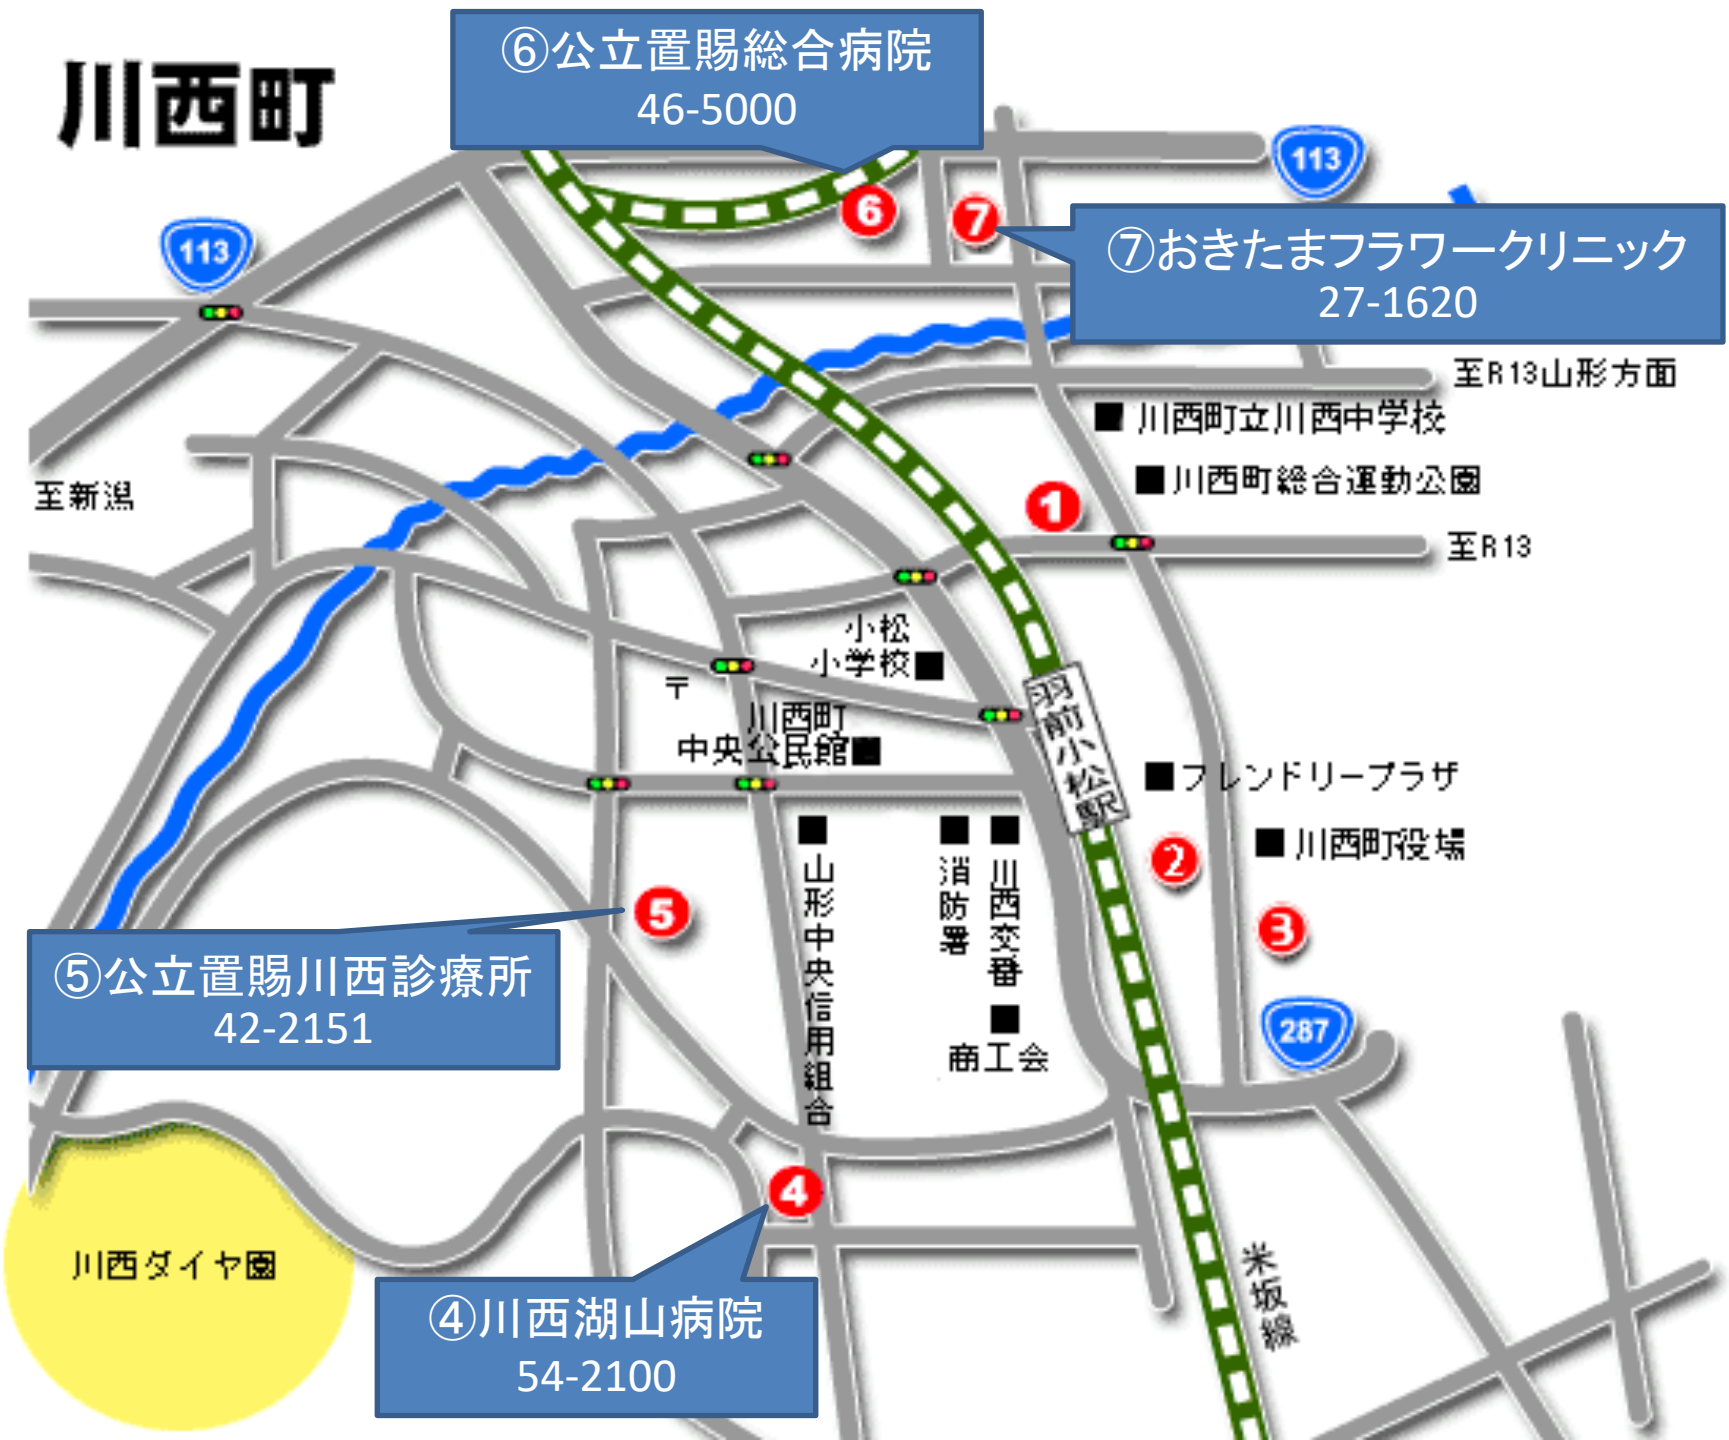 川西町
⑥公立置賜総合病院
46-5000
113
113
6
7
⑦おきたまフラワークリニック
27-1620
至R13山形方面
川西町立川西中学校
川西町総合運動公園
至新潟
1
至R13
小松
小学校
〒
川西町
中央公民館
羽前小松駅
フレンドリープラザ
川西町役場
2
3
山形中央信用組合
消防署
川西交番
商工会
5
⑤公立置賜川西診療所
42-2151
287
4
川西ダイヤ園
④川西湖山病院
54-2100
米坂線